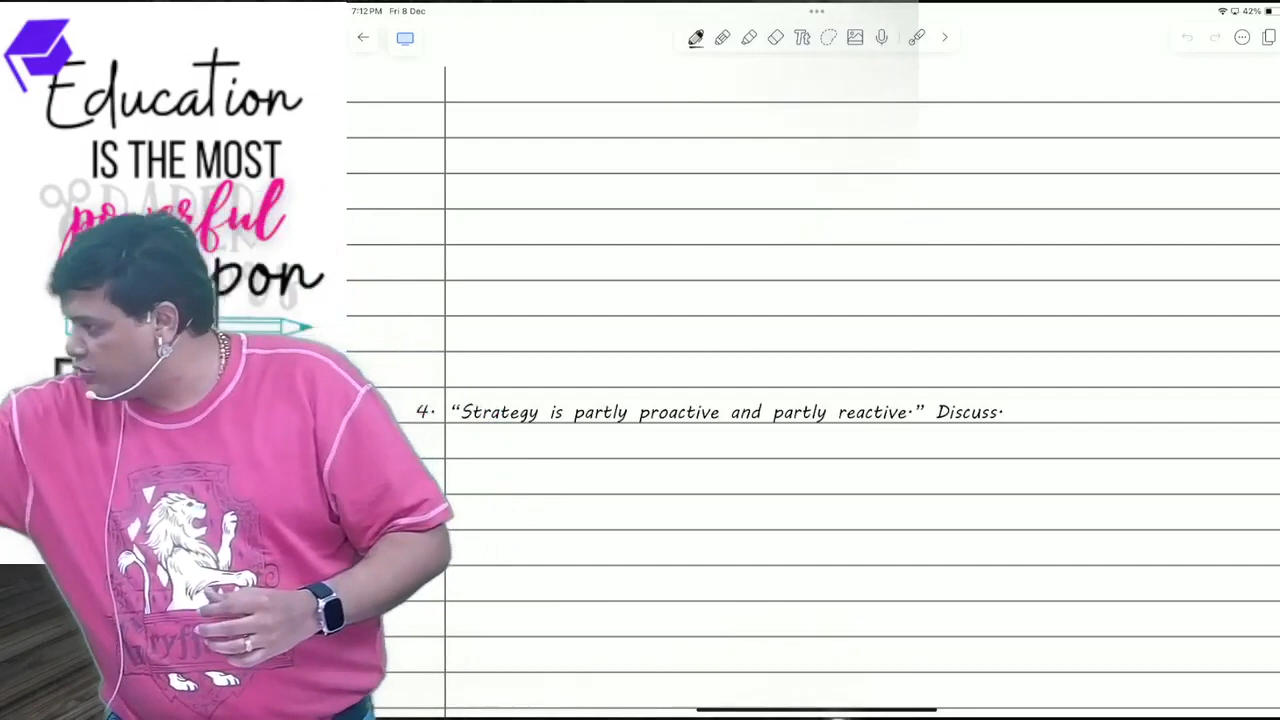 7:12 PM Fri 8 Dec
42%
Tt
Education
IS THE MOST
powerful
4. “Strategy is partly proactive and partly reactive.” Discuss.